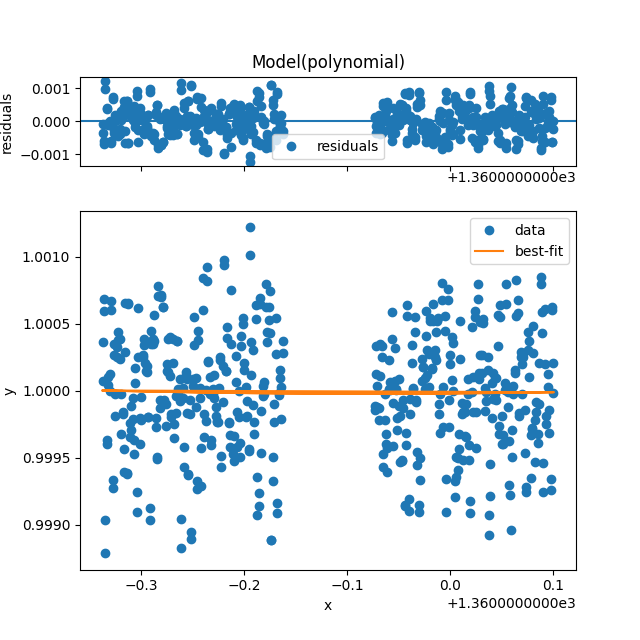 Model(polynomial)
residuals
0.001
0.000
−0.001
residuals
+1.3600000000e3
y
1.0010
1.0005
1.0000
0.9995
0.9990
data
best-fit
−0.3
−0.2
−0.1
0.0
0.1
x
+1.3600000000e3